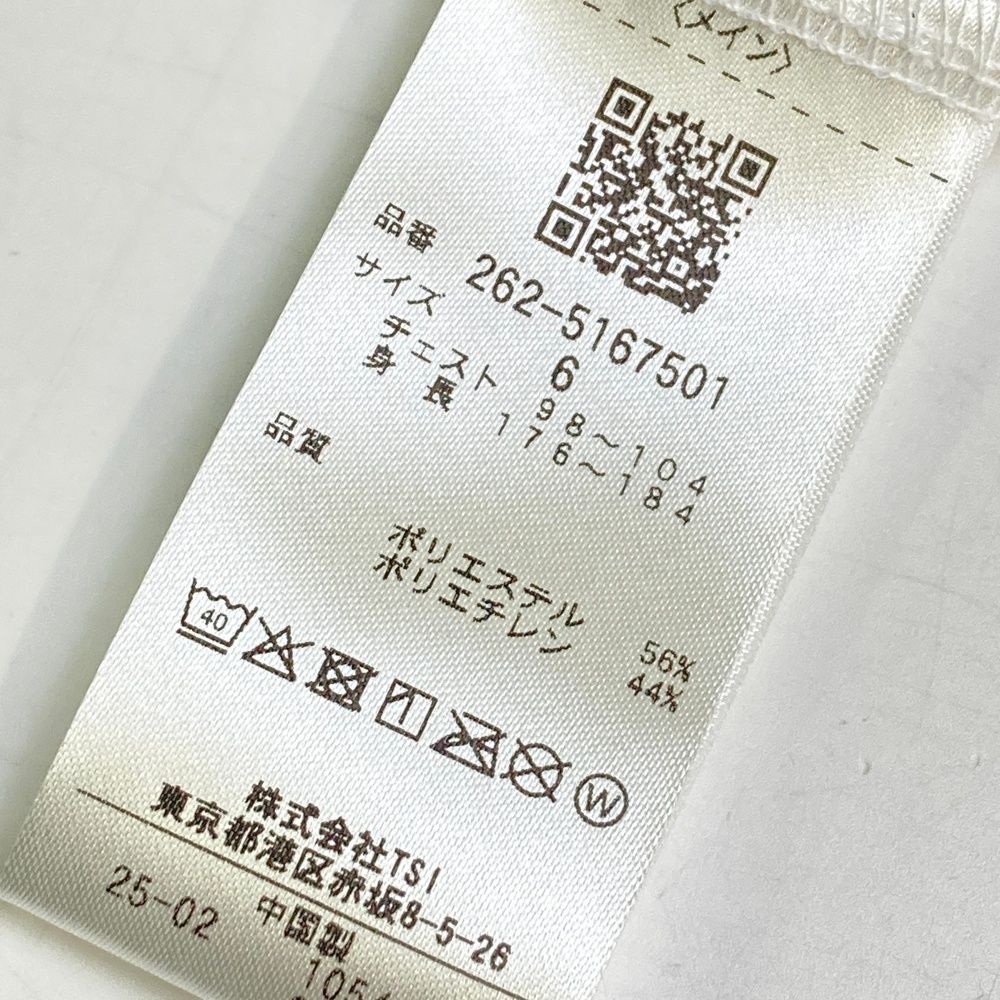 〈メイン〉
品番 262-5167501
サイズ 6
チェスト 98～104
身長 176～184
品質
ポリエステル 56%
ポリエチレン 44%
40
W
株式会社TSI
東京都港区赤坂8-5-26
25-02 中国製